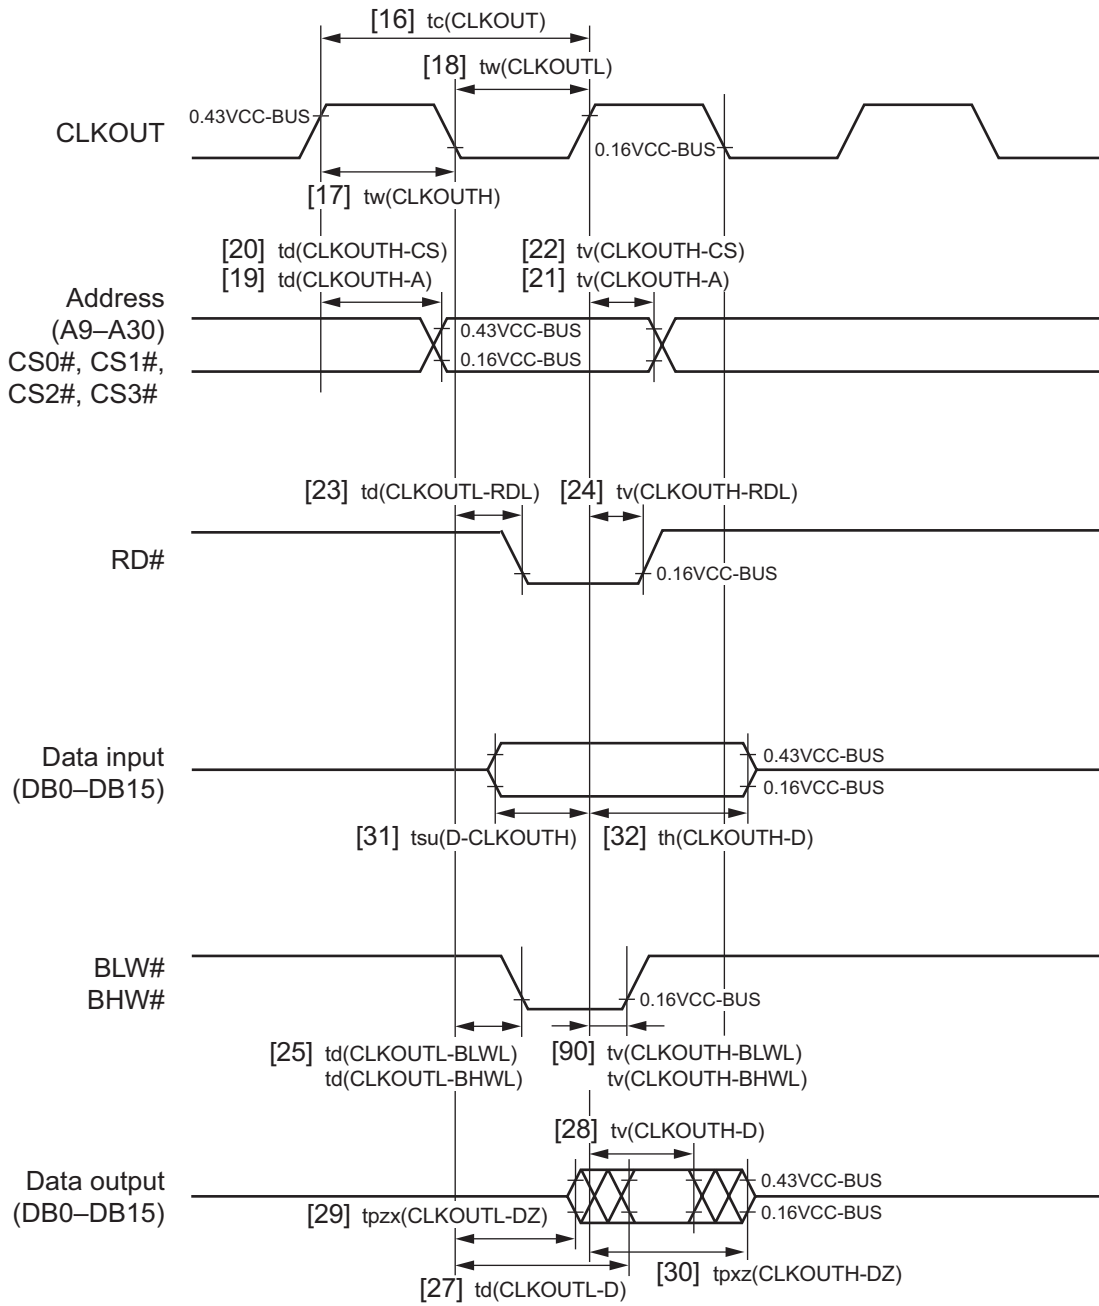 [16] tc(CLKOUT)
[18] tw(CLKOUTL)
0.43VCC-BUS
CLKOUT
0.16VCC-BUS
[17] tw(CLKOUTH)
[20] td(CLKOUTH-CS)
[22] tv(CLKOUTH-CS)
[19] td(CLKOUTH-A)
[21] tv(CLKOUTH-A)
Address
(A9–A30)
CS0#, CS1#,
CS2#, CS3#
0.43VCC-BUS
0.16VCC-BUS
[23] td(CLKOUTL-RDL)
[24] tv(CLKOUTH-RDL)
RD#
0.16VCC-BUS
Data input
(DB0–DB15)
0.43VCC-BUS
0.16VCC-BUS
[31] tsu(D-CLKOUTH)
[32] th(CLKOUTH-D)
BLW#
BHW#
0.16VCC-BUS
[25] td(CLKOUTL-BLWL)
td(CLKOUTL-BHWL)
[90] tv(CLKOUTH-BLWL)
tv(CLKOUTH-BHWL)
[28] tv(CLKOUTH-D)
Data output
(DB0–DB15)
0.43VCC-BUS
0.16VCC-BUS
[29] tpzx(CLKOUTL-DZ)
[30] tpxz(CLKOUTH-DZ)
[27] td(CLKOUTL-D)